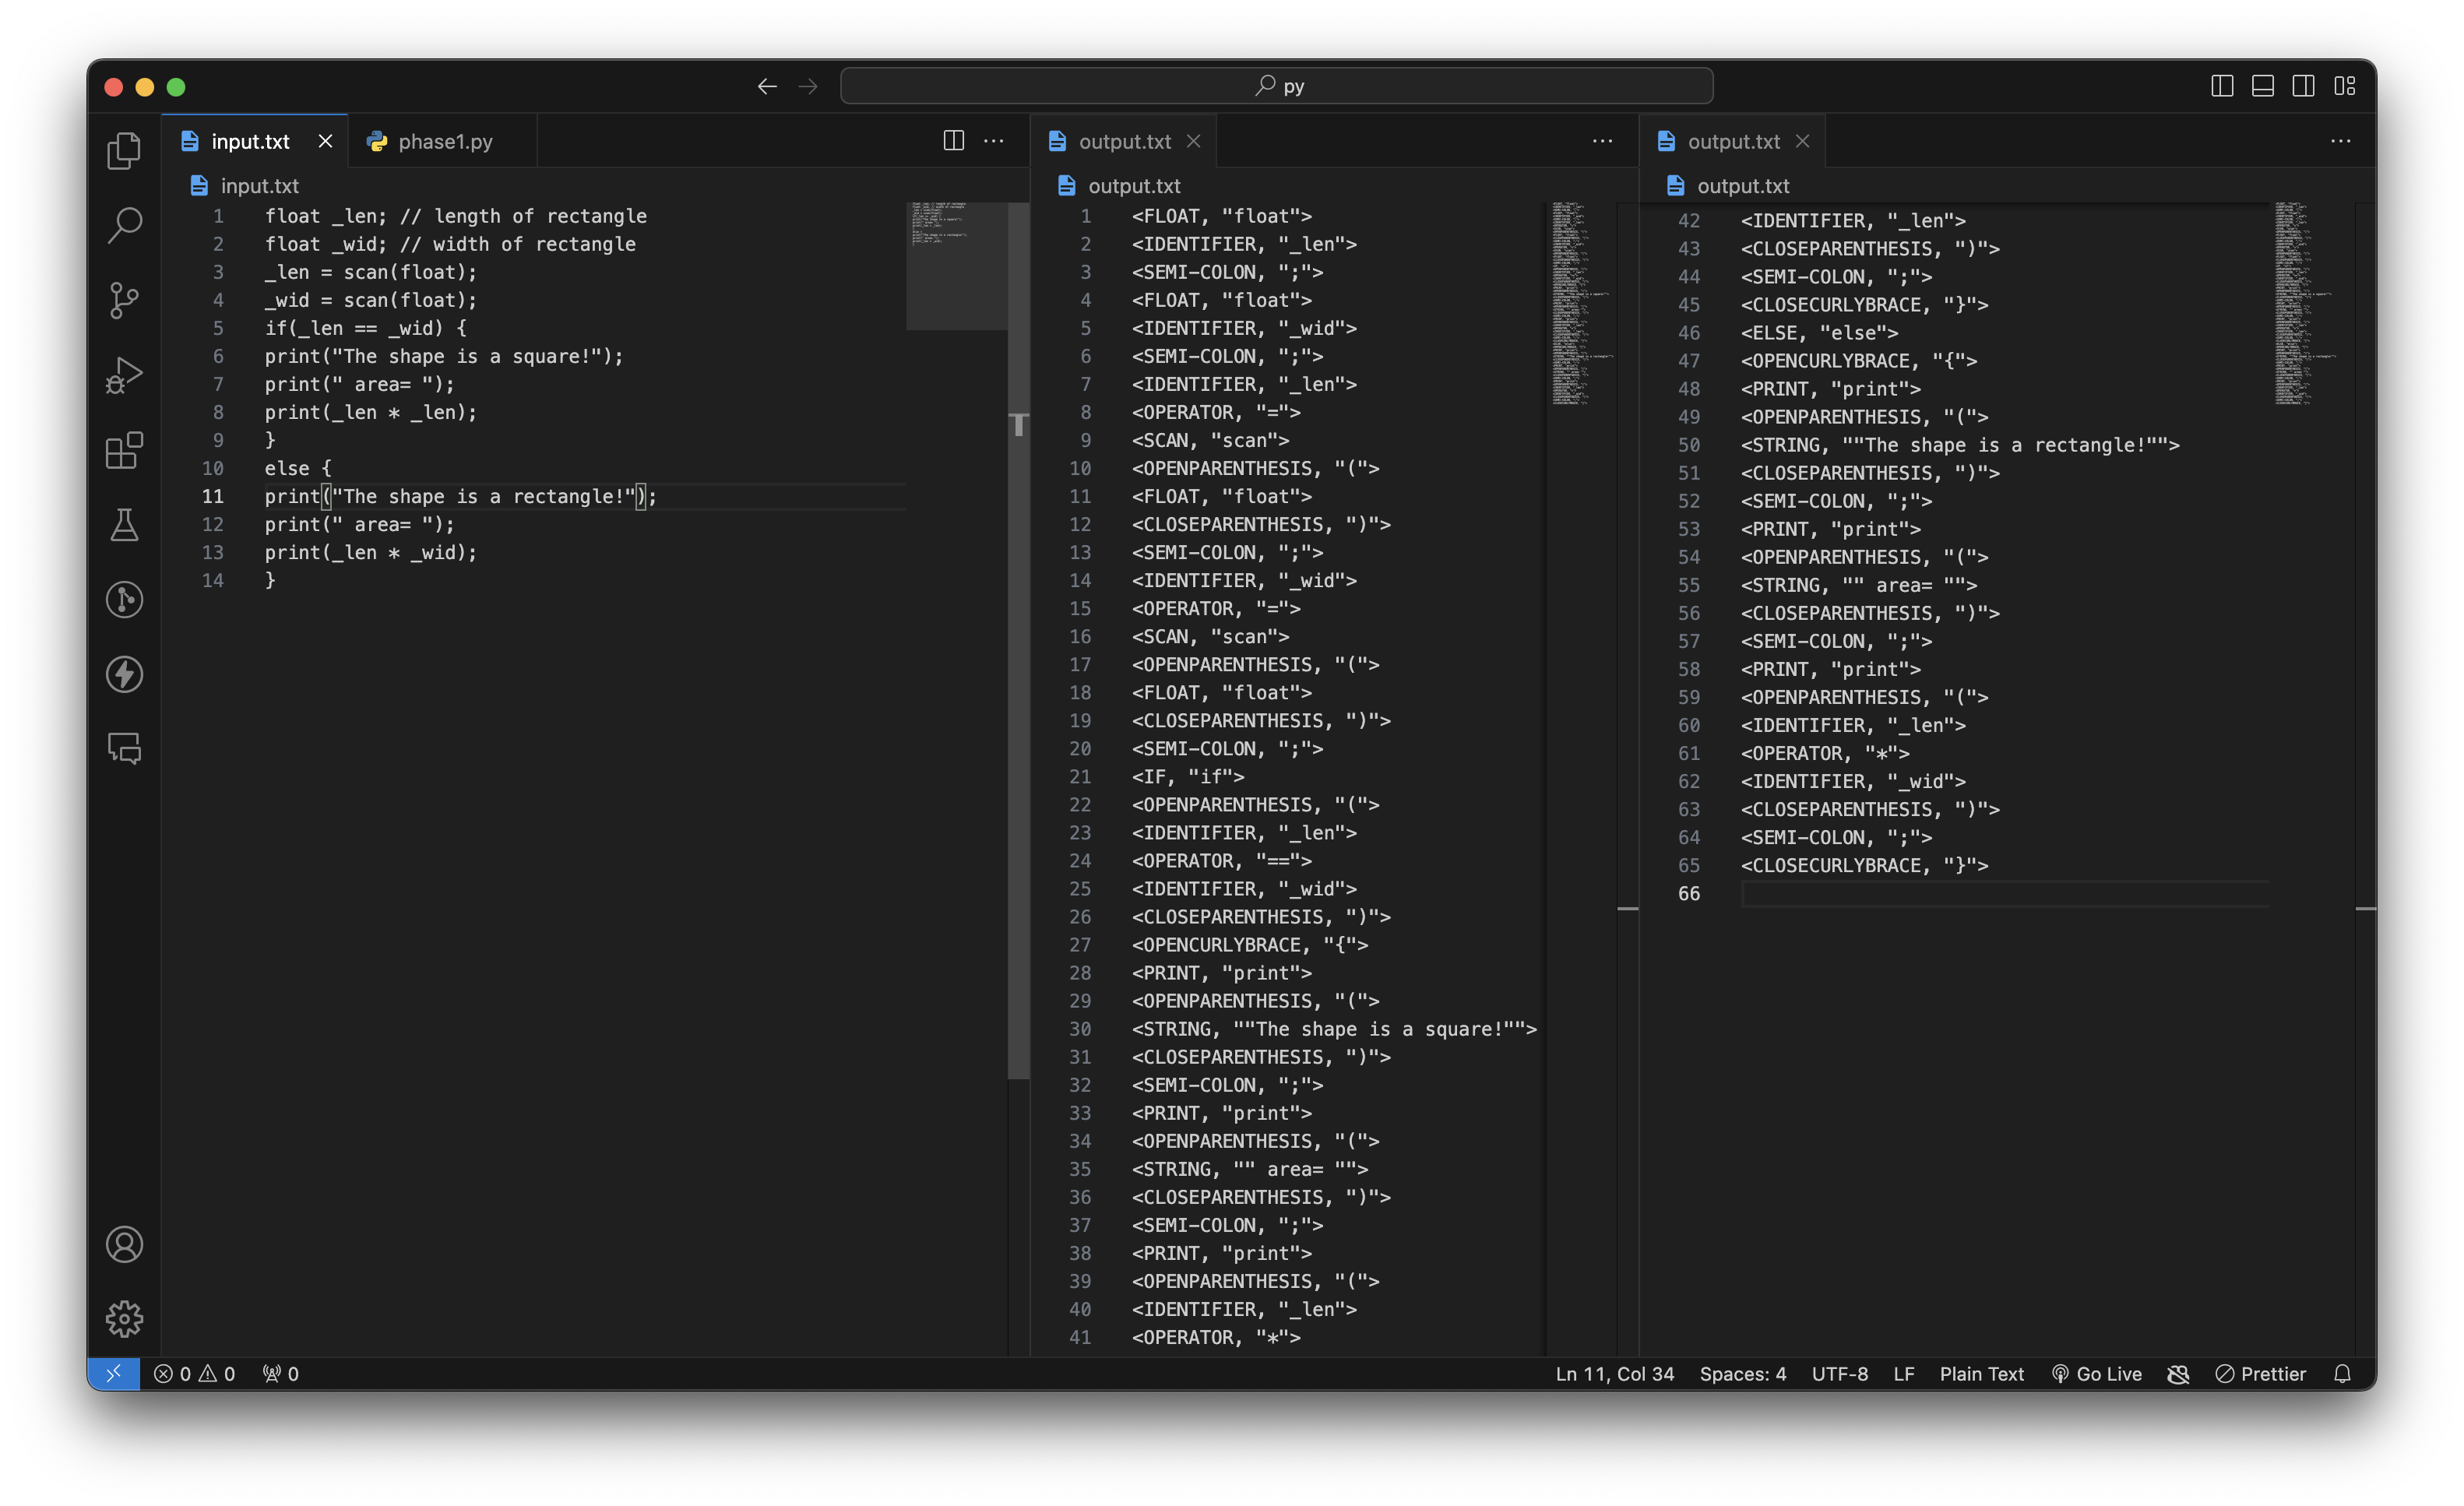 py
input.txt
phase1.py
input.txt
1 float _len; // length of rectangle
2 float _wid; // width of rectangle
3 _len = scan(float);
4 _wid = scan(float);
5 if(_len == _wid) {
6 print("The shape is a square!");
7 print(" area= ");
8 print(_len * _len);
9 }
10 else {
11 print("The shape is a rectangle!");
12 print(" area= ");
13 print(_len * _wid);
14 }
output.txt
output.txt
1 <FLOAT, "float">
2 <IDENTIFIER, "_len">
3 <SEMI-COLON, ";">
4 <FLOAT, "float">
5 <IDENTIFIER, "_wid">
6 <SEMI-COLON, ";">
7 <IDENTIFIER, "_len">
8 <OPERATOR, "=">
9 <SCAN, "scan">
10 <OPENPARENTHESIS, "(">
11 <FLOAT, "float">
12 <CLOSEPARENTHESIS, ")">
13 <SEMI-COLON, ";">
14 <IDENTIFIER, "_wid">
15 <OPERATOR, "=">
16 <SCAN, "scan">
17 <OPENPARENTHESIS, "(">
18 <FLOAT, "float">
19 <CLOSEPARENTHESIS, ")">
20 <SEMI-COLON, ";">
21 <IF, "if">
22 <OPENPARENTHESIS, "(">
23 <IDENTIFIER, "_len">
24 <OPERATOR, "==">
25 <IDENTIFIER, "_wid">
26 <CLOSEPARENTHESIS, ")">
27 <OPENCURLYBRACE, "{">
28 <PRINT, "print">
29 <OPENPARENTHESIS, "(">
30 <STRING, ""The shape is a square!"">
31 <CLOSEPARENTHESIS, ")">
32 <SEMI-COLON, ";">
33 <PRINT, "print">
34 <OPENPARENTHESIS, "(">
35 <STRING, "" area= "">
36 <CLOSEPARENTHESIS, ")">
37 <SEMI-COLON, ";">
38 <PRINT, "print">
39 <OPENPARENTHESIS, "(">
40 <IDENTIFIER, "_len">
41 <OPERATOR, "*">
output.txt
output.txt
42 <IDENTIFIER, "_len">
43 <CLOSEPARENTHESIS, ")">
44 <SEMI-COLON, ";">
45 <CLOSECURLYBRACE, "}">
46 <ELSE, "else">
47 <OPENCURLYBRACE, "{">
48 <PRINT, "print">
49 <OPENPARENTHESIS, "(">
50 <STRING, ""The shape is a rectangle!"">
51 <CLOSEPARENTHESIS, ")">
52 <SEMI-COLON, ";">
53 <PRINT, "print">
54 <OPENPARENTHESIS, "(">
55 <STRING, "" area= "">
56 <CLOSEPARENTHESIS, ")">
57 <SEMI-COLON, ";">
58 <PRINT, "print">
59 <OPENPARENTHESIS, "(">
60 <IDENTIFIER, "_len">
61 <OPERATOR, "*">
62 <IDENTIFIER, "_wid">
63 <CLOSEPARENTHESIS, ")">
64 <SEMI-COLON, ";">
65 <CLOSECURLYBRACE, "}">
66
0 0 0 Ln 11, Col 34 Spaces: 4 UTF-8 LF Plain Text Go Live Prettier